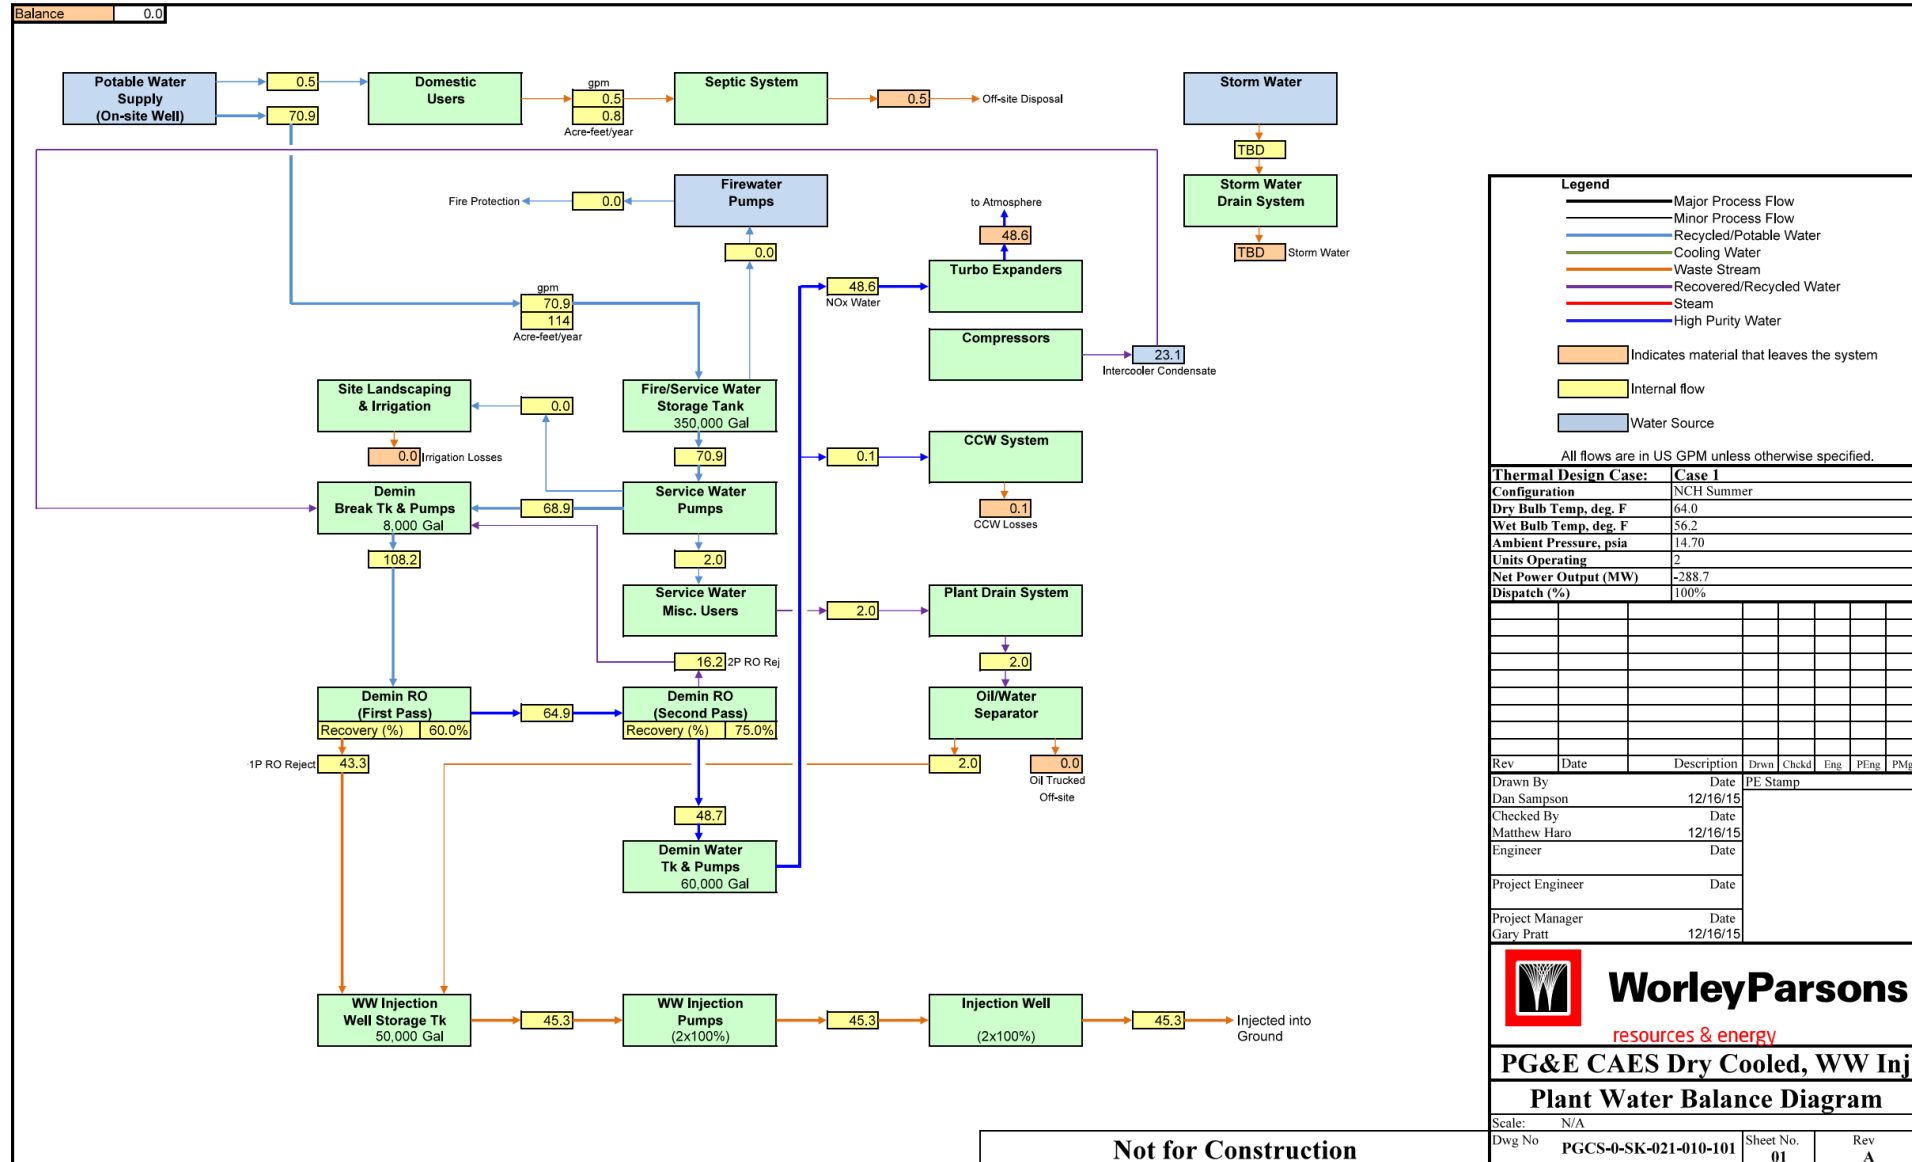 Balance 0.0
Potable Water
Supply
(On-site Well)
0.5
70.9
Domestic
Users
gpm
0.5
0.8
Acre-feet/year
Septic System
0.5
Off-site Disposal
Storm Water
TBD
Storm Water
Drain System
TBD
Storm Water
Fire Protection
0.0
Firewater
Pumps
0.0
to Atmosphere
48.6
Turbo Expanders
48.6
NOx Water
gpm
70.9
114
Acre-feet/year
Compressors
23.1
Intercooler Condensate
Site Landscaping
& Irrigation
0.0
0.0
Irrigation Losses
Fire/Service Water
Storage Tank
350,000 Gal
70.9
CCW System
0.1
0.1
CCW Losses
Demin
Break Tk & Pumps
8,000 Gal
68.9
Service Water
Pumps
108.2
2.0
Service Water
Misc. Users
2.0
Plant Drain System
2.0
16.2
2P RO Rej
Demin RO
(First Pass)
Recovery (%) 60.0%
64.9
Demin RO
(Second Pass)
Recovery (%) 75.0%
Oil/Water
Separator
1P RO Reject
43.3
2.0
0.0
Oil Trucked
Off-site
48.7
Demin Water
Tk & Pumps
60,000 Gal
WW Injection
Well Storage Tk
50,000 Gal
45.3
WW Injection
Pumps
(2x100%)
45.3
Injection Well
(2x100%)
45.3
Injected into
Ground
Legend
Major Process Flow
Minor Process Flow
Recycled/Potable Water
Cooling Water
Waste Stream
Recovered/Recycled Water
Steam
High Purity Water
Indicates material that leaves the system
Internal flow
Water Source
All flows are in US GPM unless otherwise specified.
Thermal Design Case: Case 1
Configuration NCH Summer
Dry Bulb Temp, deg. F 64.0
Wet Bulb Temp, deg. F 56.2
Ambient Pressure, psia 14.70
Units Operating 2
Net Power Output (MW) -288.7
Dispatch (%) 100%
Rev Date Description Drwn Chckd Eng PEng PMg
Drawn By Date PE Stamp
Dan Sampson 12/16/15
Checked By Date
Matthew Haro 12/16/15
Engineer Date
Project Engineer Date
Project Manager Date
Gary Pratt 12/16/15
WorleyParsons
resources & energy
PG&E CAES Dry Cooled, WW Inj
Plant Water Balance Diagram
Scale: N/A
Dwg No PGCS-0-SK-021-010-101 Sheet No. Rev
01 A
Not for Construction